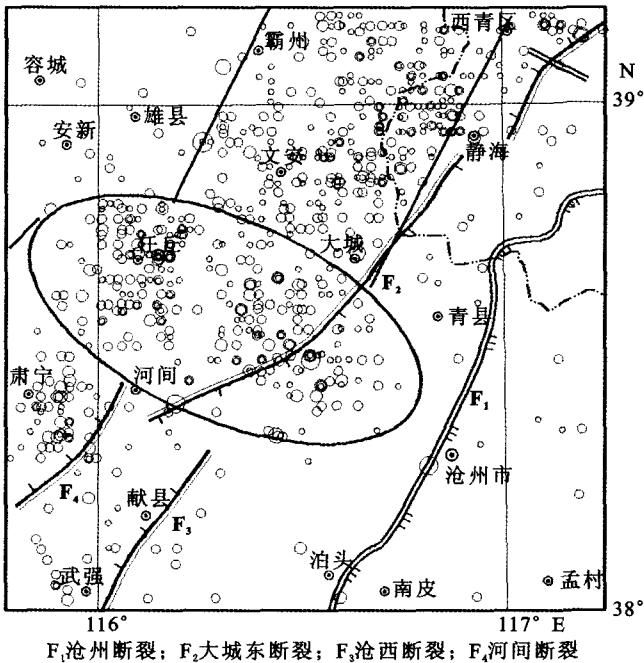 霸州
西青区
容城
N
39°
雄县
安新
静海
文安
任丘
大城
F₂
青县
肃宁
河间
F₁
沧州市
F₄
献县
F₃
泊头
武强
南皮
孟村
38°
116°
117° E
F₁沧州断裂；F₂大城东断裂；F₃沧西断裂；F₄河间断裂